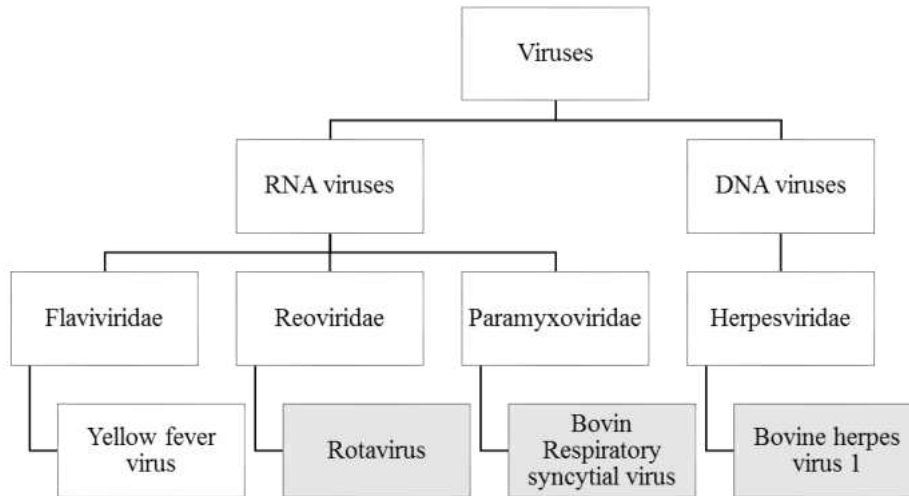 Viruses
RNA viruses
DNA viruses
Flaviviridae
Reoviridae
Paramyxoviridae
Herpesviridae
Yellow fever
virus
Rotavirus
Bovin
Respiratory
syncytial virus
Bovine herpes
virus 1